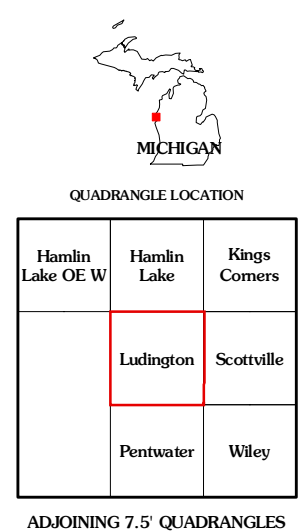 MICHIGAN
QUADRANGLE LOCATION
Hamlin
Lake OE W
Hamlin
Lake
Kings
Corners
Ludington
Scottville
Pentwater
Wiley
ADJOINING 7.5' QUADRANGLES